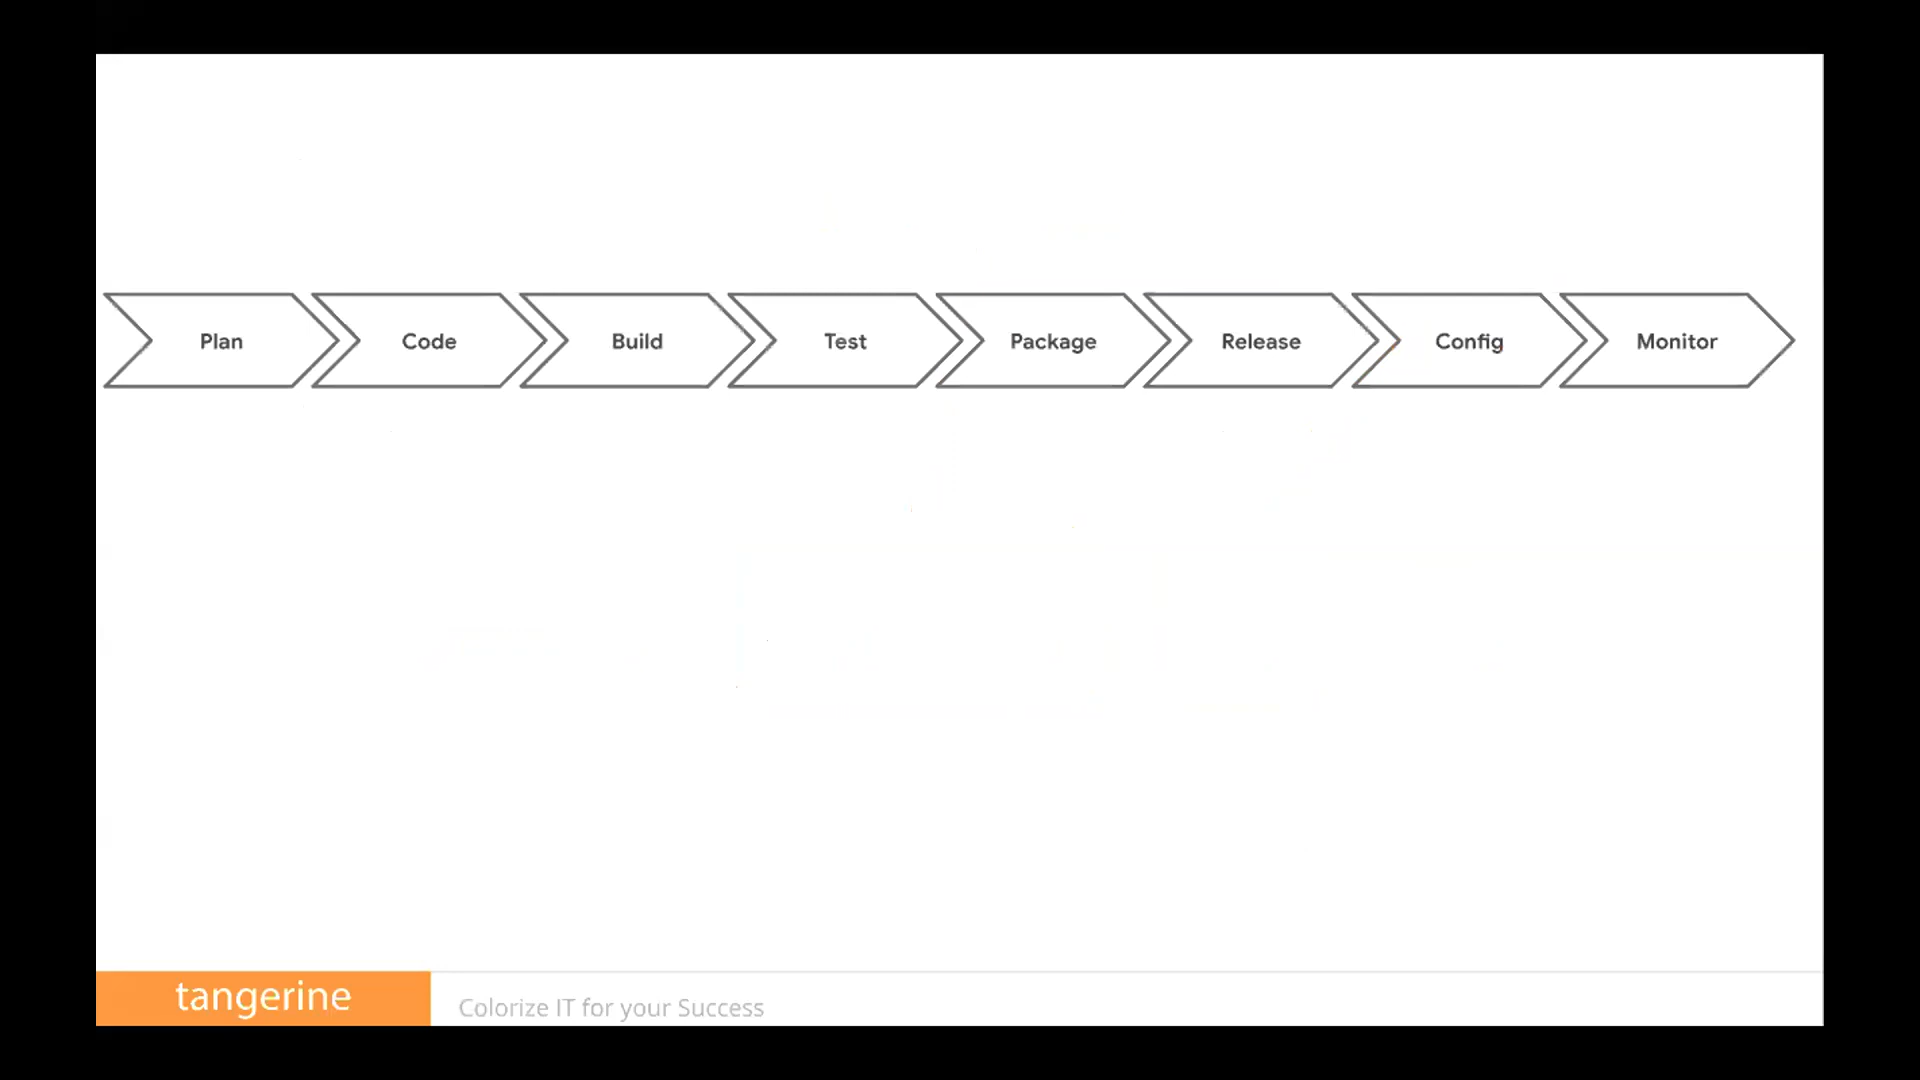 Plan Code Build Test Package Release Config Monitor
tangerine
Colorize IT for your Success